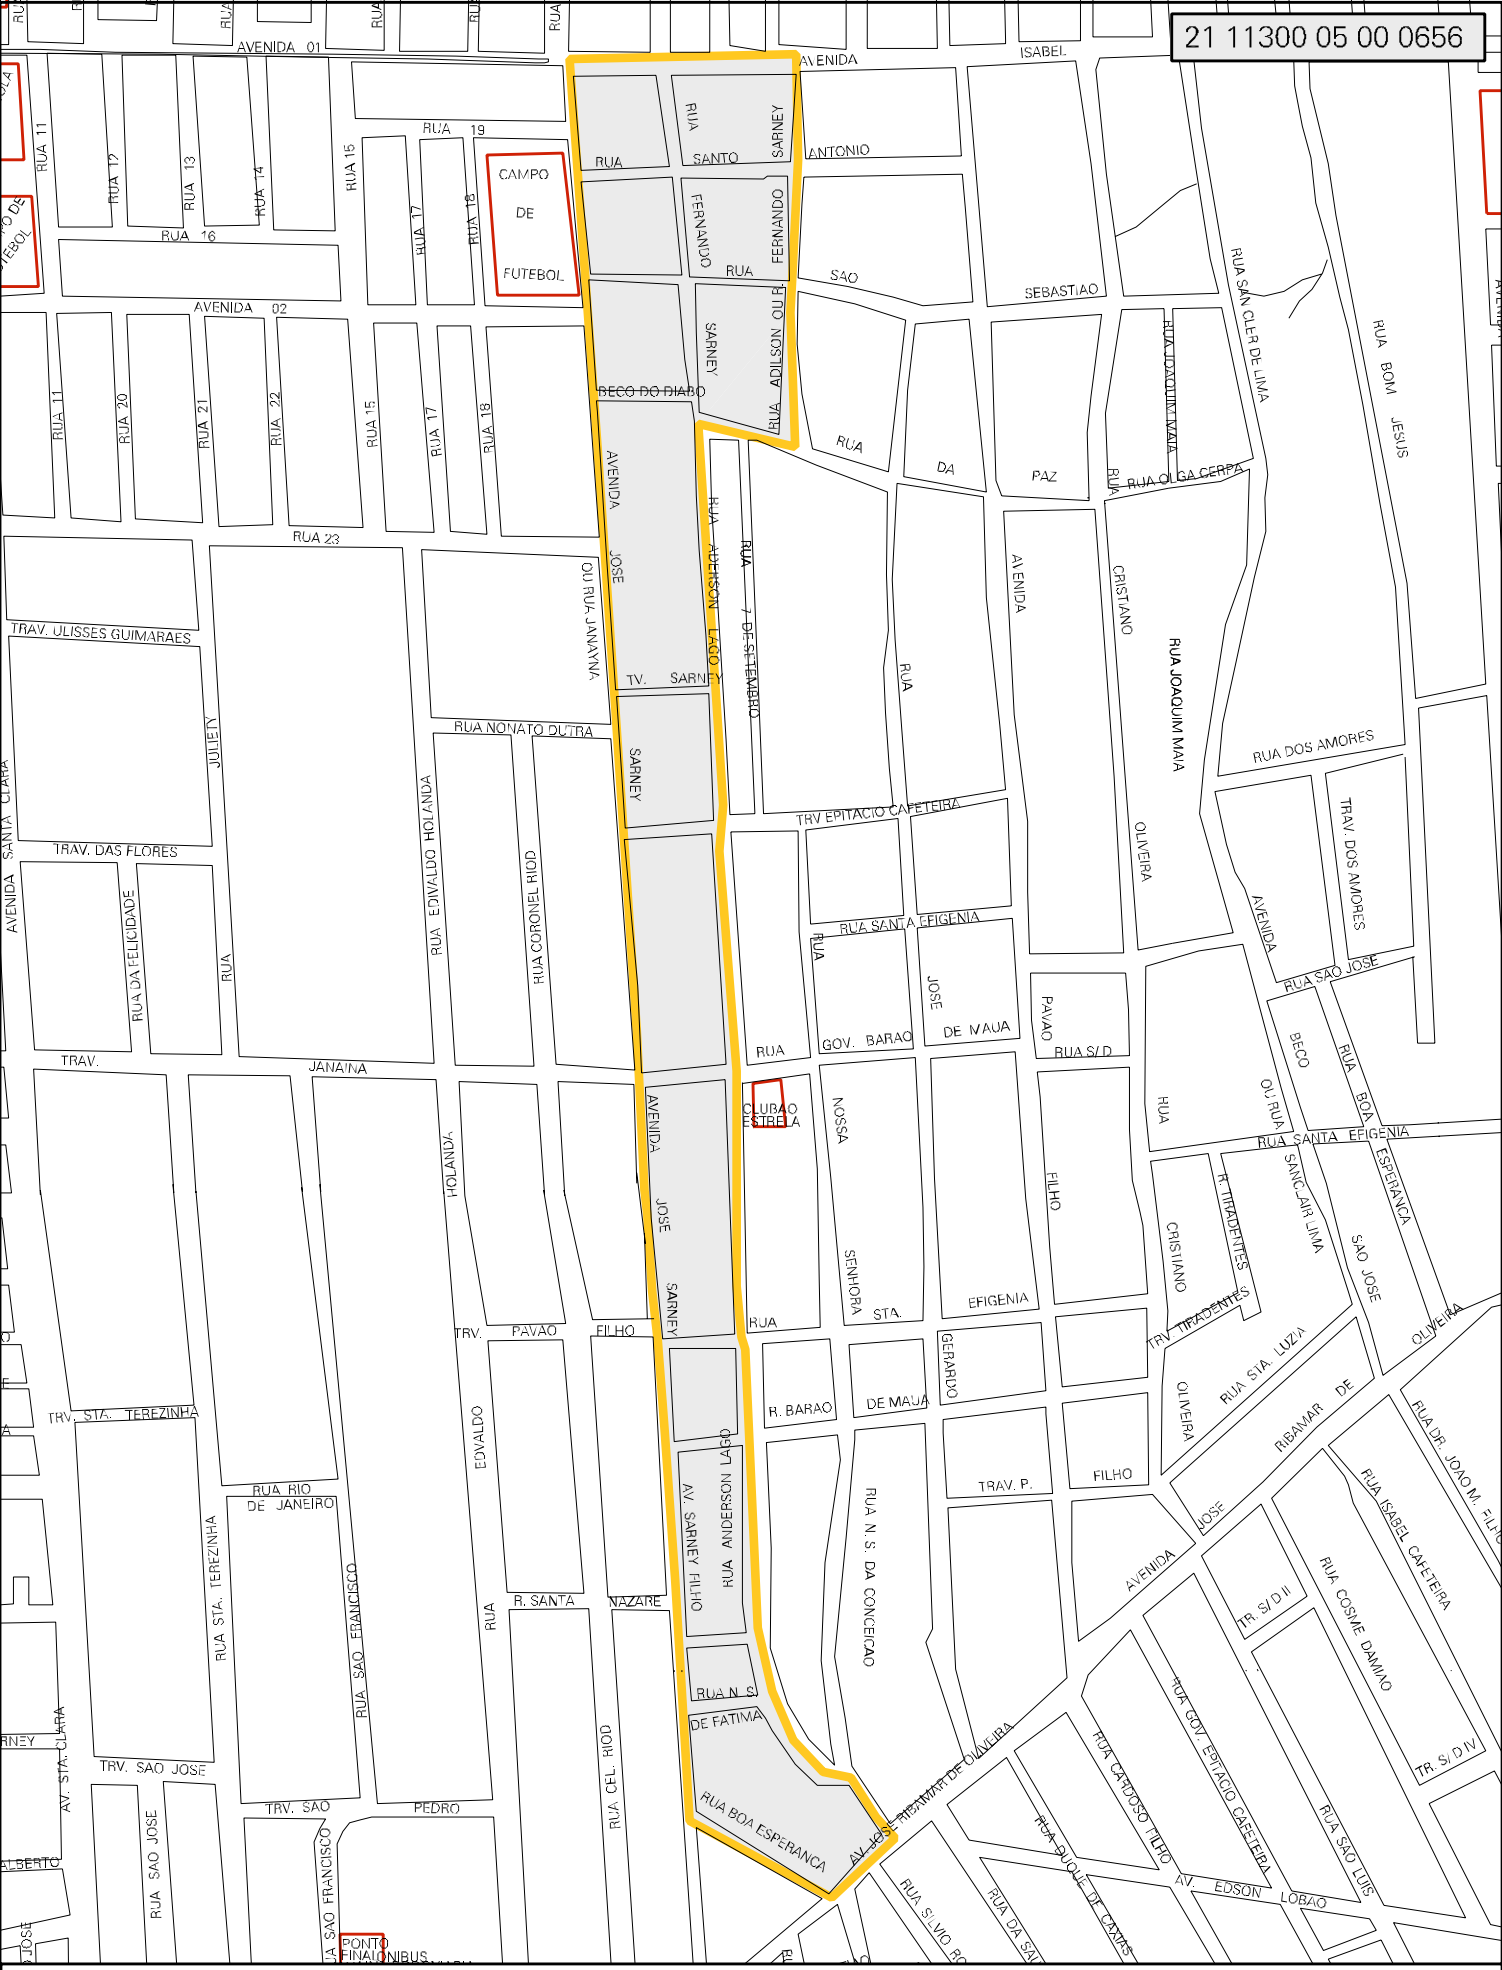 21 11300 05 00 0656
AVENIDA 01
AVENIDA
ISABEL
RUA 11
RUA 12
RUA 13
RUA 14
RUA 15
RUA 19
RUA 17
RUA 18
CAMPO
DE
FUTEBOL
RUA
SARNEY
RUA
SANTO
ANTONIO
RUA 16
FERNANDO
FERNANDO
RUA
SAO
SEBASTIAO
AVENIDA 02
SARNEY
RUA ADILSON OU R.
RUA SAN CLER DE LIMA
RUA BOM JESUS
RUA JOAQUIM MAIA
BECO DO DIABO
RUA 11
RUA 20
RUA 21
RUA 22
RUA 15
RUA 17
RUA 18
RUA
DA
PAZ
RUA OLGA CERPA
RUA
CRISTIANO
OLIVEIRA
AVENIDA
JOSE
SARNEY
RUA 23
OU RUA JANAYNA
RUA ADERSON LAGO
RUA 7 DE SETEMBRO
AVENIDA
RUA
RUA JOAQUIM MAIA
TRAV. ULISSES GUIMARAES
TV. SARNEY
RUA NONATO DUTRA
JULIETY
RUA
RUA DOS AMORES
TRAV. DOS AMORES
AVENIDA SANTA CLARA
RUA EDIVALDO HOLANDA
RUA CORONEL RIOD
TRV EPITACIO CAFETEIRA
TRAV. DAS FLORES
RUA DA FELICIDADE
RUA SANTA EFIGENIA
RUA
AVENIDA
RUA SAO JOSE
JOSE
PAVAO
RUA
GOV. BARAO
DE MAUA
RUA S/D
BECO
RUA BOA ESPERANCA
OU RUA
TRAV.
JANAINA
CLUBAO
ESTRELA
NOSSA
SENHORA
AVENIDA
JOSE
SARNEY
RUA
RUA SANTA EFIGENIA
HOLANDA
FILHO
R. TIRADENTES
SANCLAIR LIMA
CRISTIANO
SAO JOSE
RUA
STA.
EFIGENIA
TRV. TIRADENTES
TRV.
PAVAO
FILHO
GERARDO
RUA STA. LUZIA
OLIVEIRA
DE
RIBAMAR
JOSE
AVENIDA
OLIVEIRA
R. BARAO
DE MAUA
TRV. STA. TEREZINHA
EDVALDO
RUA
RUA ANDERSON LAGO
AV. SARNEY FILHO
TRAV. P.
FILHO
RUA DR. JOAO M. FILHO
RUA ISABEL CAFETEIRA
RUA RIO
DE JANEIRO
RUA N. S. DA CONCEICAO
RUA STA. TEREZINHA
RUA SAO FRANCISCO
R. SANTA
NAZARE
TR. S/D II
RUA COSME DAMIAO
RUA N. S.
DE FATIMA
RUA GOV. EPITACIO CAFETEIRA
RUA CARDOSO FILHO
TR. S/D IV
AV. STA. CLARA
RUA CEL. RIOD
TRV. SAO JOSE
TRV. SAO
PEDRO
RUA BOA ESPERANCA
AV. JOSE RIBAMAR DE OLIVEIRA
RUA SAO JOSE
RUA DUQUE DE CAXIAS
RUA SAO LUIS
AV. EDSON LOBAO
ALBERTO
RUA SILVIO RO
RUA DA SAU
PONTO
FINALONIBUS